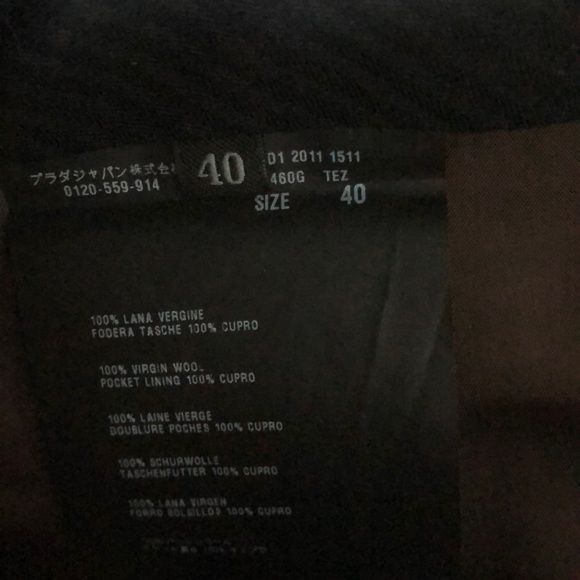 プラダジャパン株式会
0120-559-914
40
D1 2011 1511
460G TEZ
SIZE 40
100% LANA VERGINE
FODERA TASCHE 100% CUPRO
100% VIRGIN WOOL
POCKET LINING 100% CUPRO
100% LAINE VIERGE
DOUBLURE POCHES 100% CUPRO
100% SCHURWOLLE
TASCHENFUTTER 100% CUPRO
100% LANA VIRGEN
FORRO BOLSILLOS 100% CUPRO